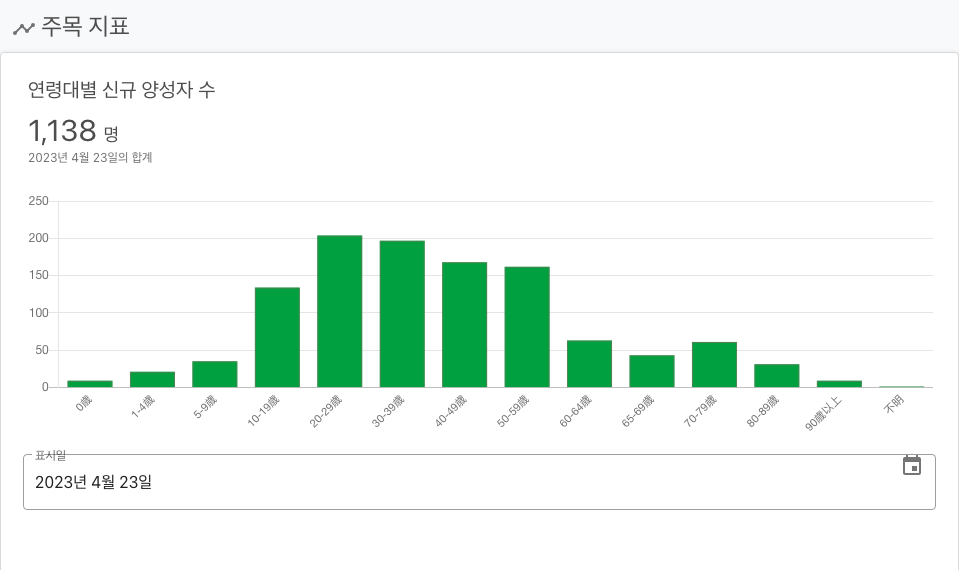 주목 지표
연령대별 신규 양성자 수
1,138 명
2023년 4월 23일의 합계
250
200
150
100
50
0
0歳
1-4歳
5-9歳
10-19歳
20-29歳
30-39歳
40-49歳
50-59歳
60-64歳
65-69歳
70-79歳
80-89歳
90歳以上
不明
표시일
2023년 4월 23일